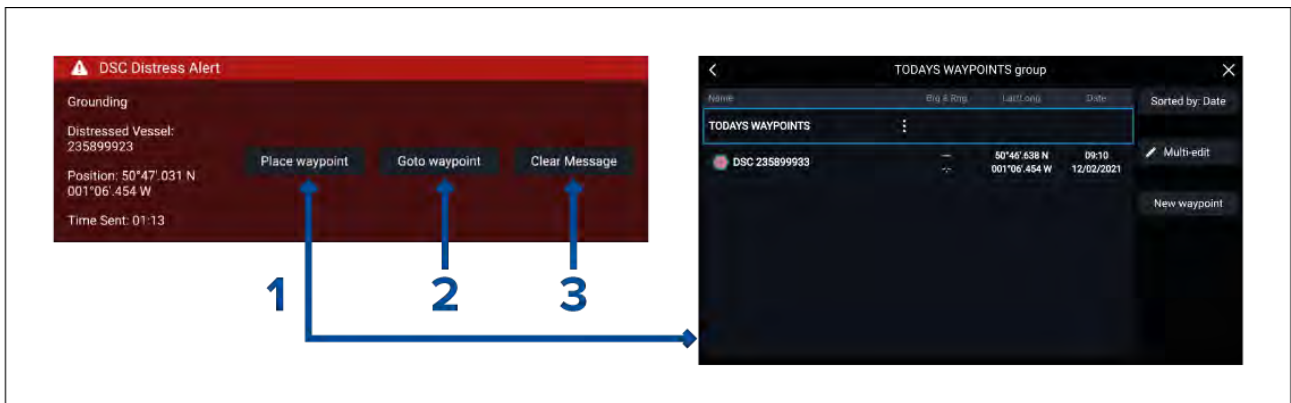 DSC Distress Alert
Grounding
Distressed Vessel:
235899923
Position: 50°47'.031 N
001°06'.454 W
Time Sent: 01:13
Place waypoint
Goto waypoint
Clear Message
1
2
3
TODAYS WAYPOINTS group
Name Brg & Rng Lat/Long Date
Sorted by: Date
TODAYS WAYPOINTS
DSC 235899933 --- 50°46'.638 N 09:10
-.- 001°06'.454 W 12/02/2021
Multi-edit
New waypoint